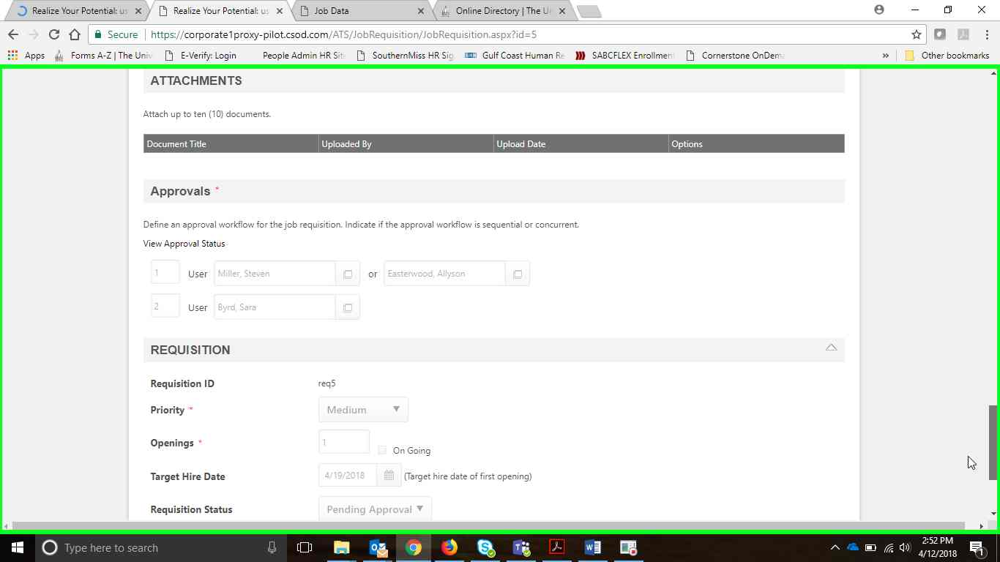 Realize Your Potential: us
Realize Your Potential: us
Job Data
Online Directory | The Un
Secure | https://corporate1proxy-pilot.csod.com/ATS/JobRequisition/JobRequisition.aspx?id=5
Apps Forms A-Z | The Univ E-Verify: Login People Admin HR Site SouthernMiss HR Sig Gulf Coast Human Re SABCFLEX Enrollment Cornerstone OnDema » Other bookmarks
ATTACHMENTS
Attach up to ten (10) documents.
Document Title Uploaded By Upload Date Options
Approvals *
Define an approval workflow for the job requisition. Indicate if the approval workflow is sequential or concurrent.
View Approval Status
1 User Miller, Steven or Easterwood, Allyson
2 User Byrd, Sara
REQUISITION
Requisition ID req5
Priority * Medium
Openings * 1 On Going
Target Hire Date 4/19/2018 (Target hire date of first opening)
Requisition Status Pending Approval
Type here to search
2:52 PM
4/12/2018
1